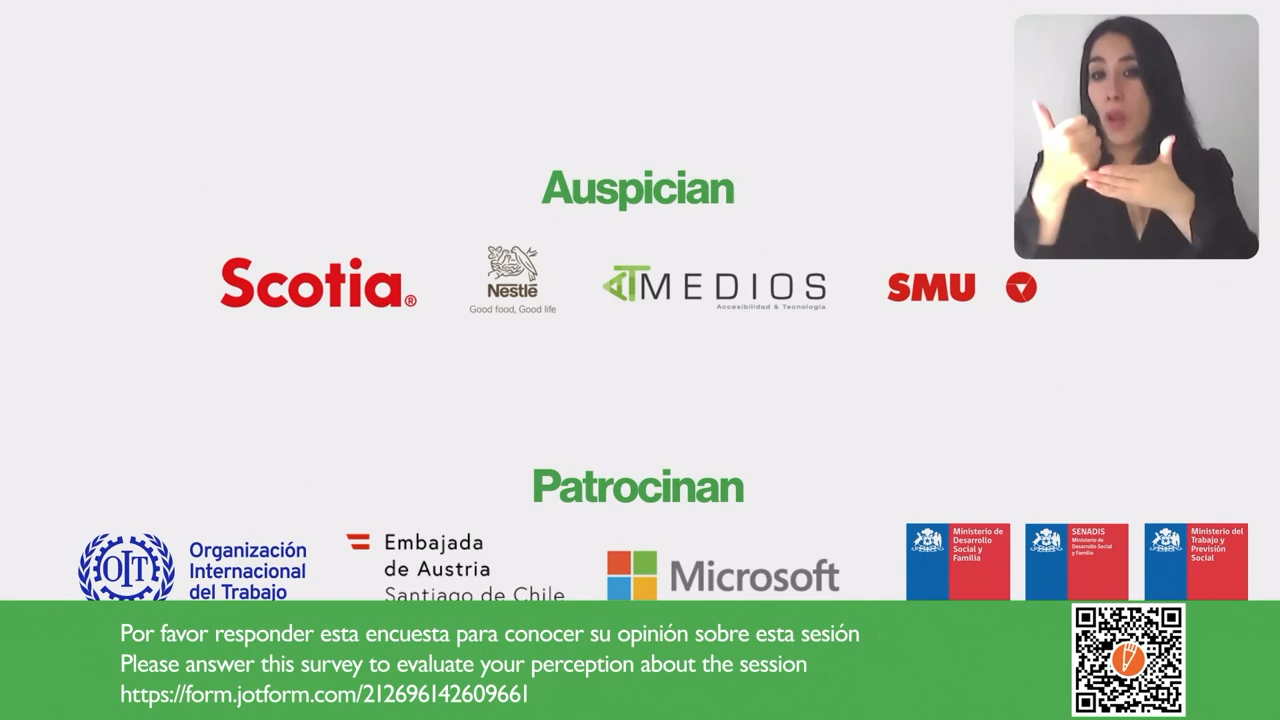 Auspician
Scotia®
Nestlé
Good food, Good life
ATMEDIOS
Accesibilidad & Tecnología
SMU
Patrocinan
OIT
Organización
Internacional
del Trabajo
Embajada
de Austria
Santiago de Chile
Microsoft
Ministerio de
Desarrollo
Social y
Familia
SENADIS
Ministerio de
Desarrollo Social
y Familia
Ministerio del
Trabajo y
Previsión
Social
Por favor responder esta encuesta para conocer su opinión sobre esta sesión
Please answer this survey to evaluate your perception about the session
https://form.jotform.com/212696142609661